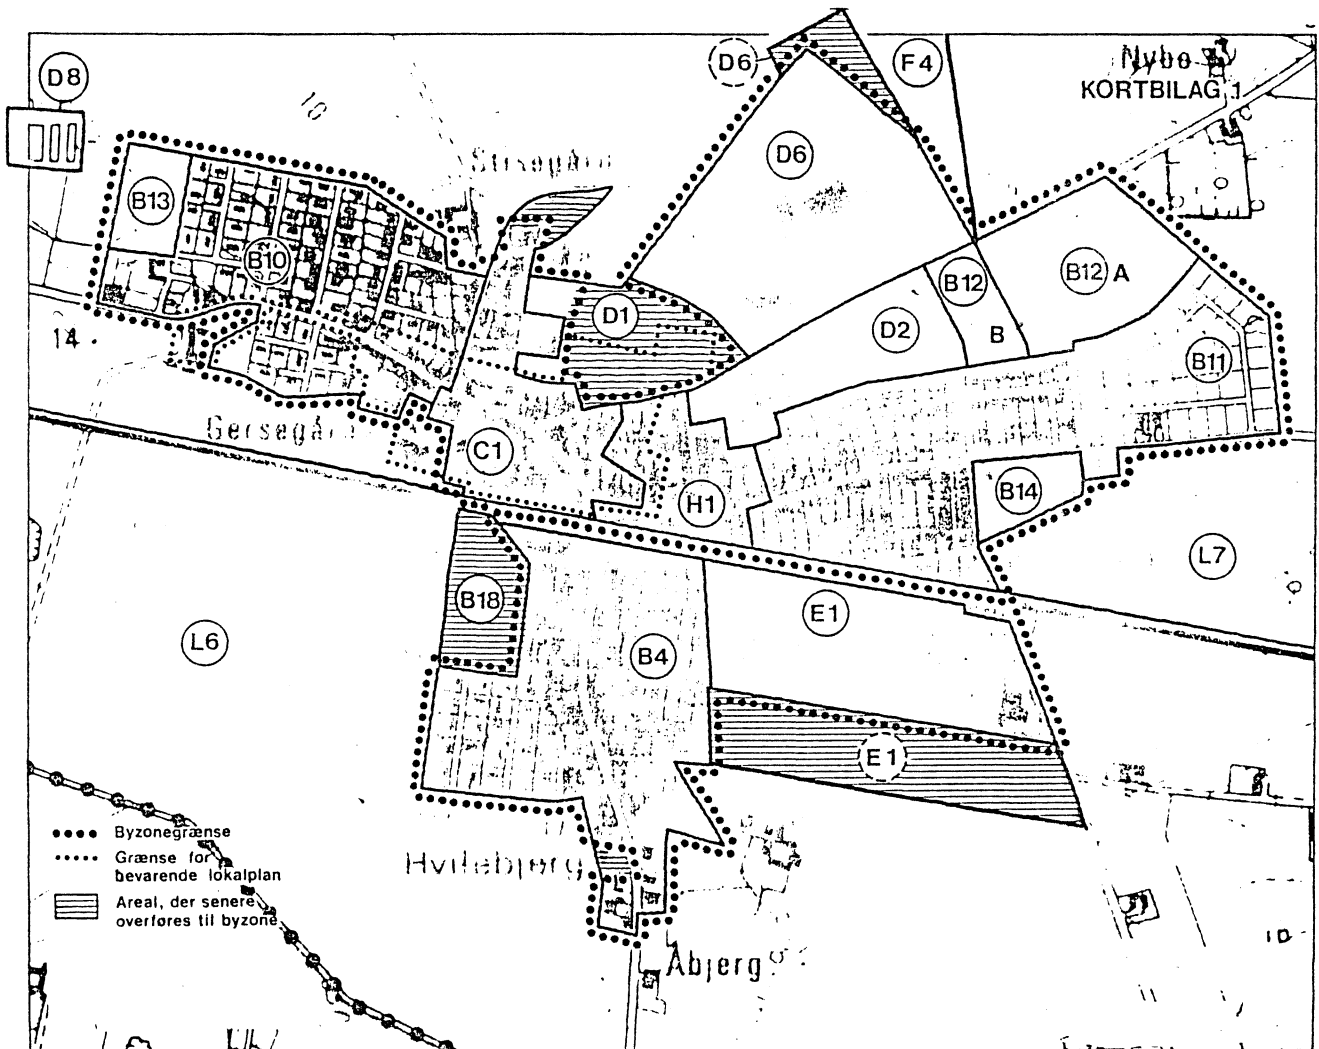 D8
D6
F4
Nybo
KORTBILAG 1
D6
B13
B10
B12
B12 A
D1
D2
B
14
B11
C1
B14
H1
L7
B18
E1
L6
B4
E1
Byzonegrænse
Grænse for
bevarende lokalplan
Areal, der senere
overføres til byzone
Hvilebjerg
Åbjerg